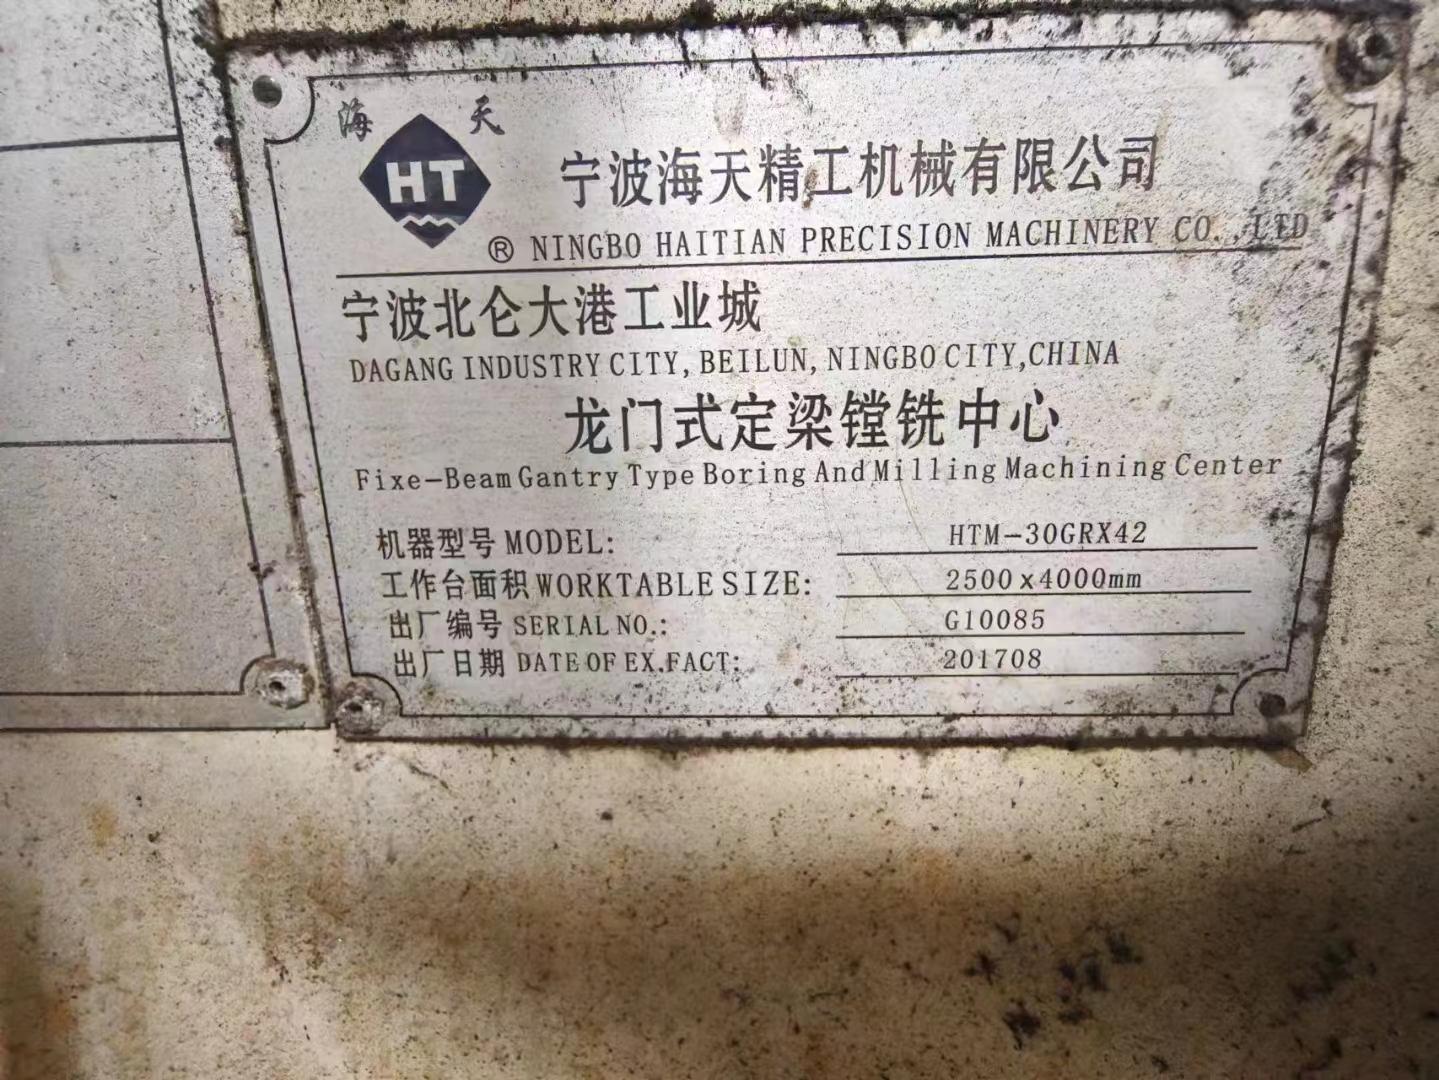 海 天
HT
宁波海天精工机械有限公司
® NINGBO HAITIAN PRECISION MACHINERY CO., LTD
宁波北仑大港工业城
DAGANG INDUSTRY CITY, BEILUN, NINGBO CITY, CHINA
龙门式定梁镗铣中心
Fixe-Beam Gantry Type Boring And Milling Machining Center
机器型号 MODEL: HTM-30GRX42
工作台面积 WORKTABLE SIZE: 2500x4000mm
出厂编号 SERIAL NO.: G10085
出厂日期 DATE OF EX.FACT: 201708